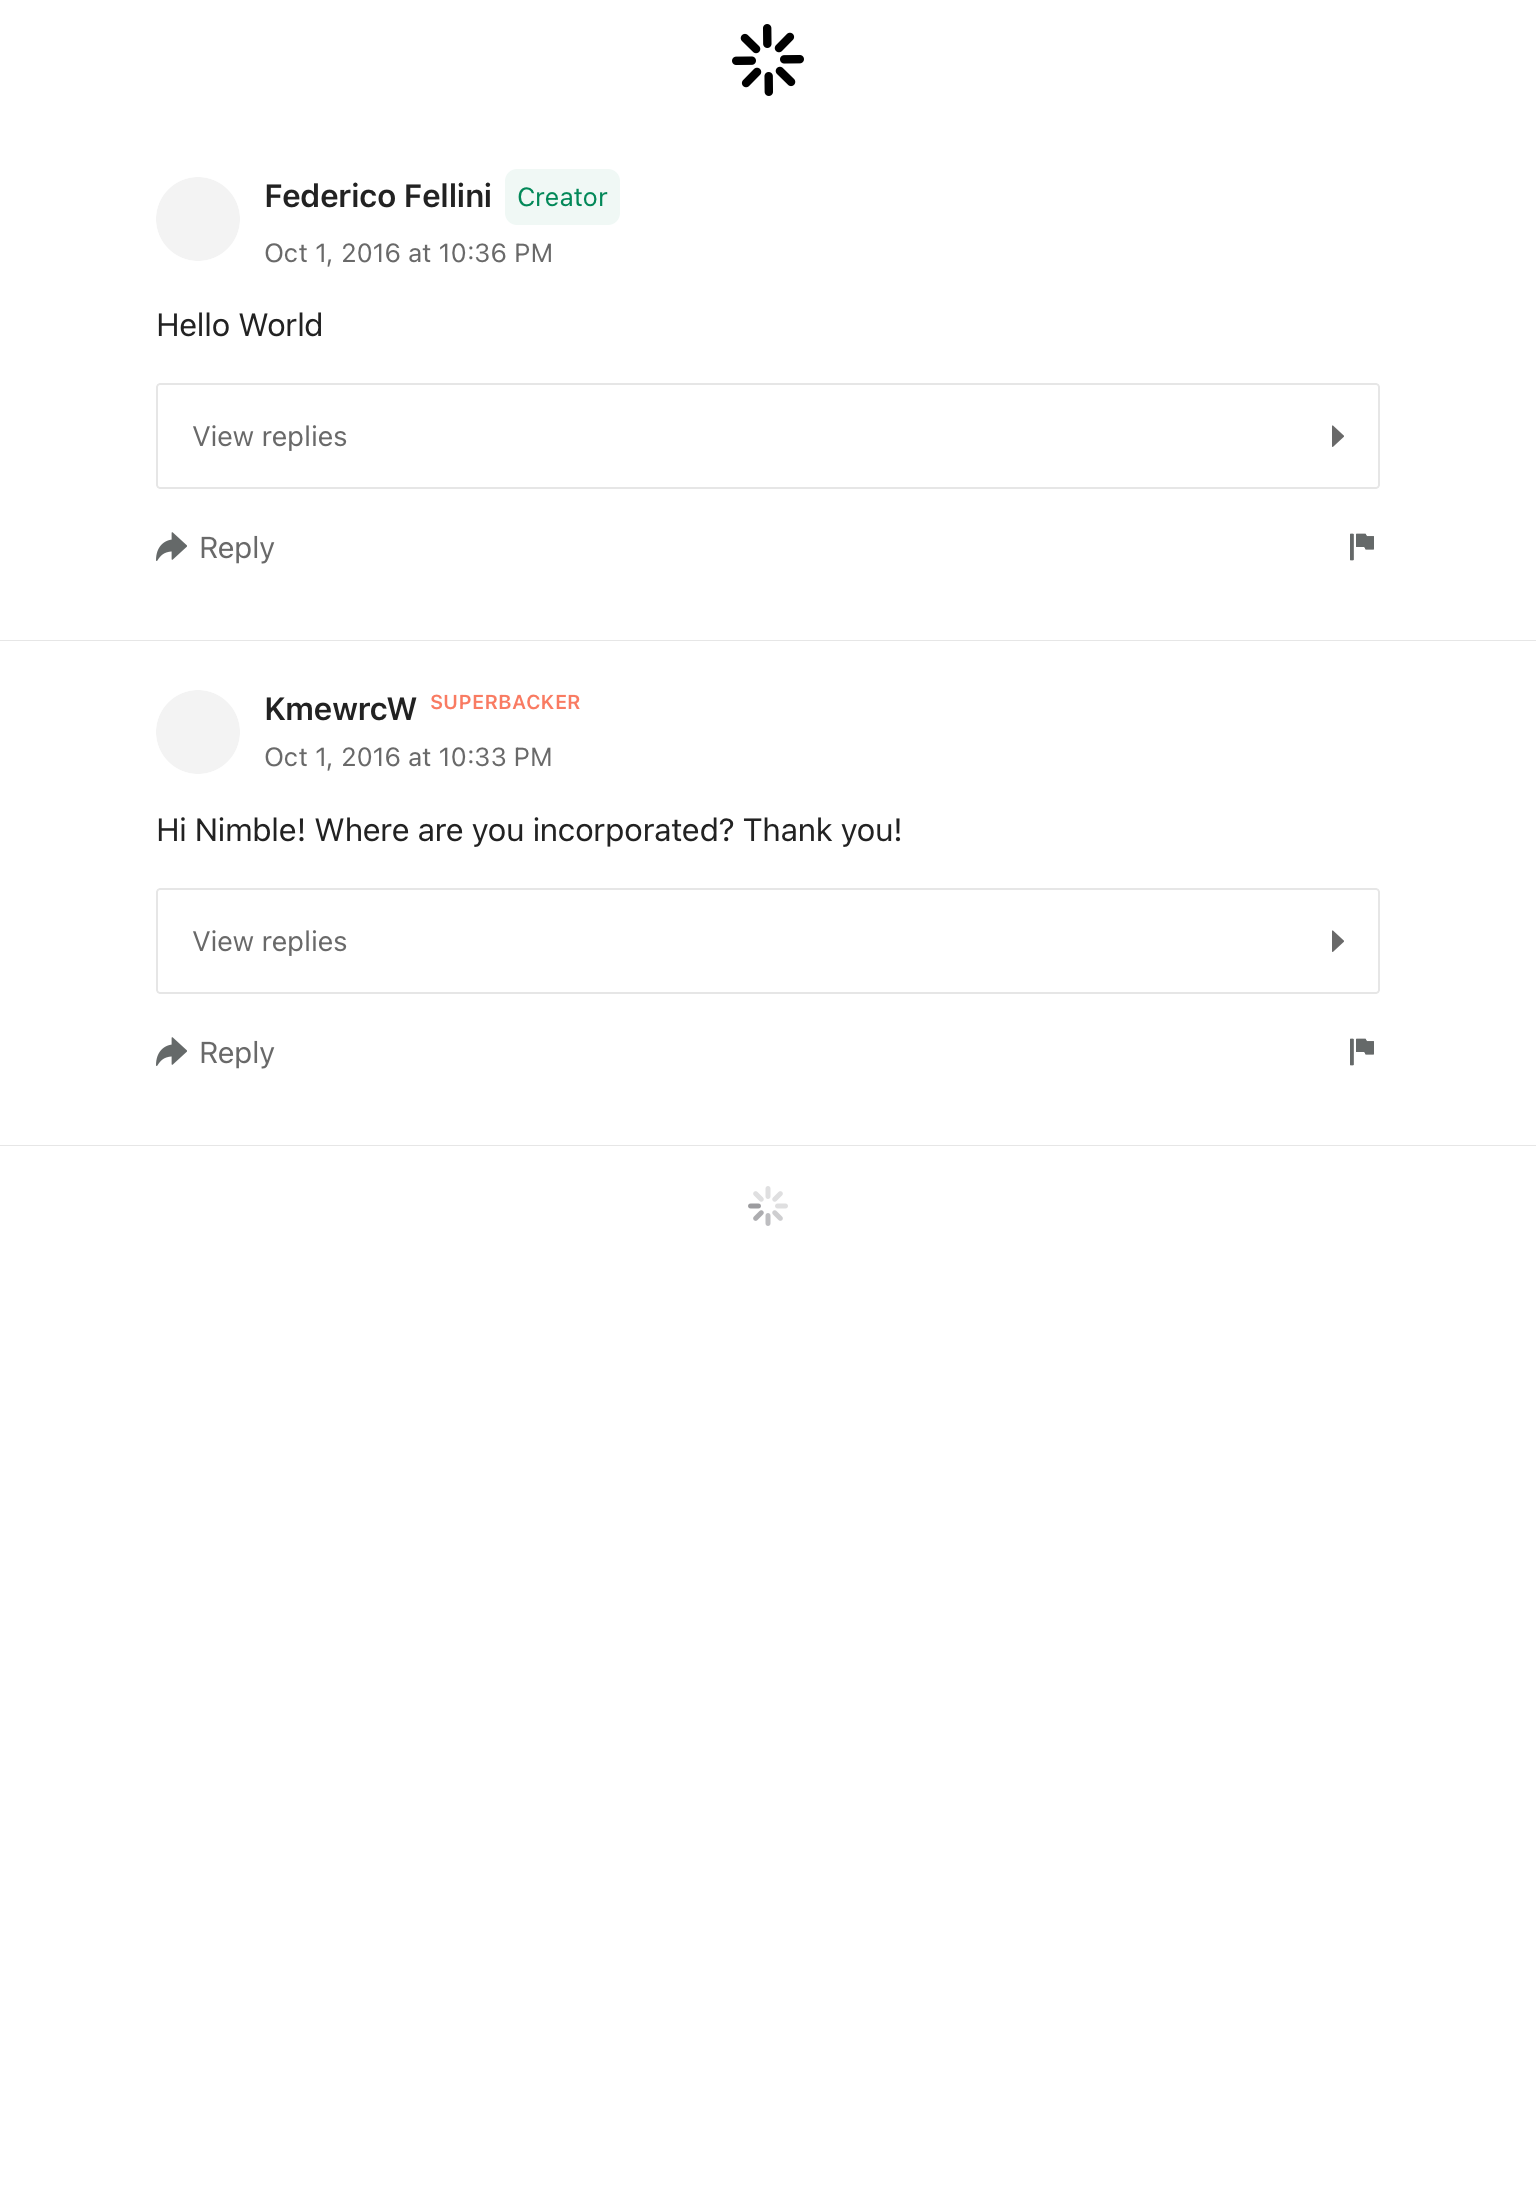 Federico Fellini Creator
Oct 1, 2016 at 10:36 PM
Hello World
View replies
Reply
KmewrcW SUPERBACKER
Oct 1, 2016 at 10:33 PM
Hi Nimble! Where are you incorporated? Thank you!
View replies
Reply